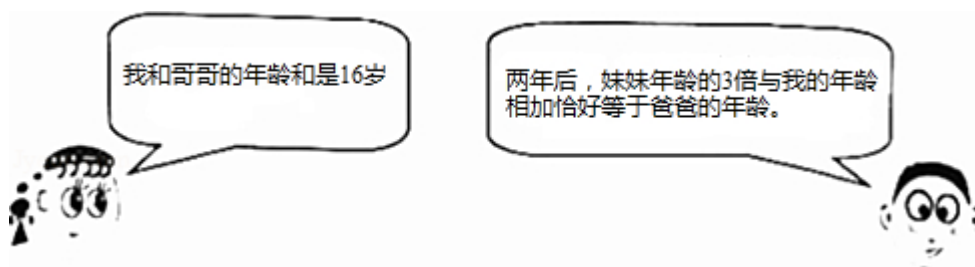 我和哥哥的年龄和是16岁
两年后，妹妹年龄的3倍与我的年龄
相加恰好等于爸爸的年龄。